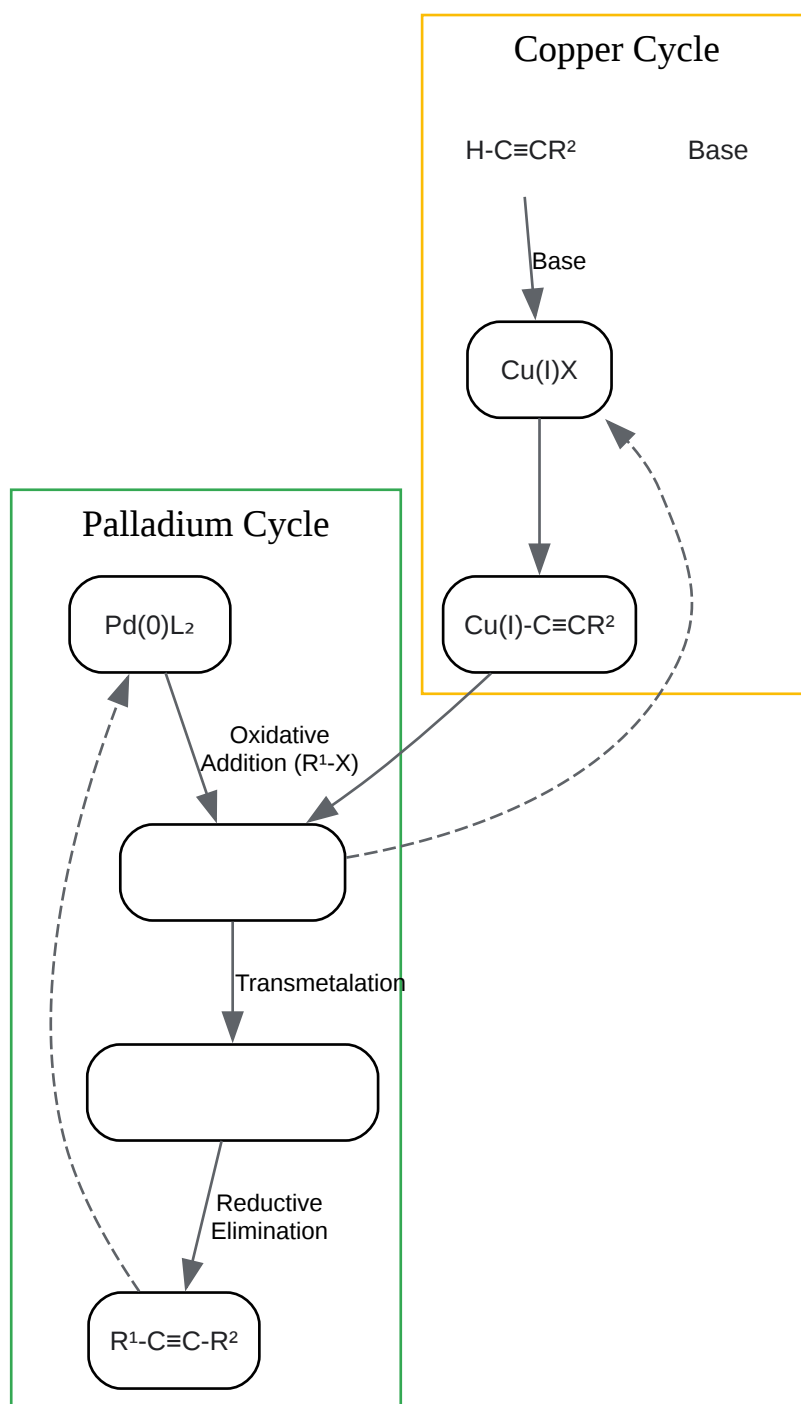 Copper Cycle
H-C≡CR²
Base
Base
Cu(I)X
Palladium Cycle
Pd(0)L₂
Cu(I)-C≡CR²
Oxidative
Addition (R¹-X)
Transmetalation
Reductive
Elimination
R¹-C≡C-R²